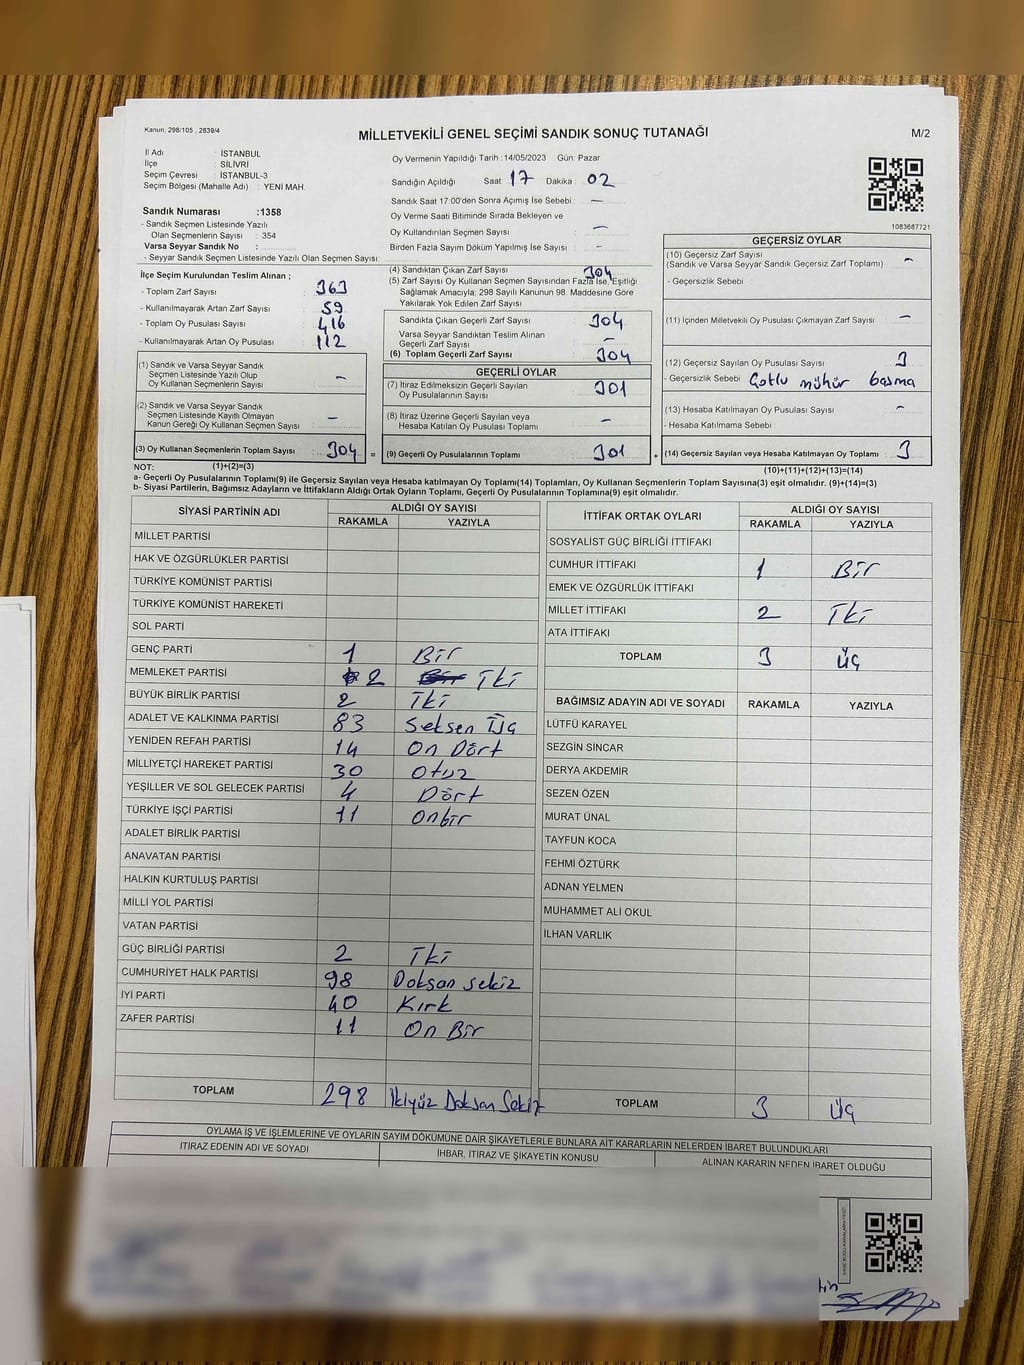 Kanun, 298/105 , 2839/4
MİLLETVEKİLİ GENEL SEÇİMİ SANDIK SONUÇ TUTANAĞI
M/2
İl Adı : İSTANBUL
İlçe : SİLİVRİ
Seçim Çevresi : İSTANBUL-3
Seçim Bölgesi (Mahalle Adı) : YENİ MAH.
Sandık Numarası :1358
- Sandık Seçmen Listesinde Yazılı
Olan Seçmenlerin Sayısı : 354
Varsa Seyyar Sandık No :
- Seyyar Sandık Seçmen Listesinde Yazılı Olan Seçmen Sayısı:
Oy Vermenin Yapıldığı Tarih :14/05/2023 Gün: Pazar
Sandığın Açıldığı Saat : 17 Dakika : 02
Sandık Saat 17:00'den Sonra Açımış İse Sebebi : -
Oy Verme Saati Bitiminde Sırada Bekleyen ve
Oy Kullandırılan Seçmen Sayısı : -
Birden Fazla Sayım Döküm Yapılmış İse Sayısı : -
1083687721
İlçe Seçim Kurulundan Teslim Alınan ;
- Toplam Zarf Sayısı : 363
- Kullanılmayarak Artan Zarf Sayısı : 59
- Toplam Oy Pusulası Sayısı : 416
- Kullanılmayarak Artan Oy Pusulası : 112
(1) Sandık ve Varsa Seyyar Sandık
Seçmen Listesinde Yazılı Olup
Oy Kullanan Seçmenlerin Sayısı : -
(2) Sandık ve Varsa Seyyar Sandık
Seçmen Listesinde Kayıtlı Olmayan
Kanun Gereği Oy Kullanan Seçmen Sayısı : -
(3) Oy Kullanan Seçmenlerin Toplam Sayısı : 304 =
(4) Sandıktan Çıkan Zarf Sayısı 304
(5) Zarf Sayısı Oy Kullanan Seçmen Sayısından Fazla İse, Eşitliği
Sağlamak Amacıyla; 298 Sayılı Kanunun 98. Maddesine Göre
Yakılarak Yok Edilen Zarf Sayısı
Sandıkta Çıkan Geçerli Zarf Sayısı : 304
Varsa Seyyar Sandıktan Teslim Alınan
Geçerli Zarf Sayısı : -
(6) Toplam Geçerli Zarf Sayısı : 304
GEÇERLİ OYLAR
(7) İtiraz Edilmeksizin Geçerli Sayılan
Oy Pusulalarının Sayısı : 301
(8) İtiraz Üzerine Geçerli Sayılan veya
Hesaba Katılan Oy Pusulası Toplamı : -
(9) Geçerli Oy Pusulalarının Toplamı : 301 +
GEÇERSİZ OYLAR
(10) Geçersiz Zarf Sayısı
(Sandık ve Varsa Seyyar Sandık Geçersiz Zarf Toplamı) : -
- Geçersizlik Sebebi :
(11) İçinden Milletvekili Oy Pusulası Çıkmayan Zarf Sayısı : -
(12) Geçersiz Sayılan Oy Pusulası Sayısı : 3
- Geçersizlik Sebebi Çoklu mühür basma
(13) Hesaba Katılmayan Oy Pusulası Sayısı : -
- Hesaba Katılmama Sebebi :
(14) Geçersiz Sayılan veya Hesaba Katılmayan Oy Toplamı : 3
NOT: (1)+(2)=(3) (10)+(11)+(12)+(13)=(14)
a- Geçerli Oy Pusulalarının Toplamı(9) ile Geçersiz Sayılan veya Hesaba Katılmayan Oy Toplamı(14) Toplamları, Oy Kullanan Seçmenlerin Toplam Sayısına(3) eşit olmalıdır. (9)+(14)=(3)
b- Siyasi Partilerin, Bağımsız Adayların ve İttifakların Aldığı Ortak Oyların Toplamı, Geçerli Oy Pusulalarının Toplamına(9) eşit olmalıdır.
SİYASİ PARTİNİN ADI ALDIĞI OY SAYISI
RAKAMLA YAZIYLA
MİLLET PARTİSİ
HAK VE ÖZGÜRLÜKLER PARTİSİ
TÜRKİYE KOMÜNİST PARTİSİ
TÜRKİYE KOMÜNİST HAREKETİ
SOL PARTİ
GENÇ PARTİ 1 Bir
MEMLEKET PARTİSİ 2 İki
BÜYÜK BİRLİK PARTİSİ 2 İki
ADALET VE KALKINMA PARTİSİ 83 Seksen Üç
YENİDEN REFAH PARTİSİ 14 On Dört
MİLLİYETÇİ HAREKET PARTİSİ 30 Otuz
YEŞİLLER VE SOL GELECEK PARTİSİ 4 Dört
TÜRKİYE İŞÇİ PARTİSİ 11 Onbir
ADALET BİRLİK PARTİSİ
ANAVATAN PARTİSİ
HALKIN KURTULUŞ PARTİSİ
MİLLİ YOL PARTİSİ
VATAN PARTİSİ
GÜÇ BİRLİĞİ PARTİSİ 2 İki
CUMHURİYET HALK PARTİSİ 98 Doksan sekiz
İYİ PARTİ 40 Kırk
ZAFER PARTİSİ 11 On Bir
TOPLAM 298 İkiyüz Doksan Sekiz
İTTİFAK ORTAK OYLARI ALDIĞI OY SAYISI
RAKAMLA YAZIYLA
SOSYALİST GÜÇ BİRLİĞİ İTTİFAKI
CUMHUR İTTİFAKI 1 Bir
EMEK VE ÖZGÜRLÜK İTTİFAKI
MİLLET İTTİFAKI 2 İki
ATA İTTİFAKI
TOPLAM 3 Üç
BAĞIMSIZ ADAYIN ADI VE SOYADI RAKAMLA YAZIYLA
LÜTFÜ KARAYEL
SEZGİN SİNCAR
DERYA AKDEMİR
SEZEN ÖZEN
MURAT ÜNAL
TAYFUN KOCA
FEHMİ ÖZTÜRK
ADNAN YELMEN
MUHAMMET ALİ OKUL
İLHAN VARLIK
TOPLAM 3 Üç
OYLAMA İŞ VE İŞLEMLERİNE VE OYLARIN SAYIM DÖKÜMÜNE DAİR ŞİKAYETLERLE BUNLARA AİT KARARLARIN NELERDEN İBARET BULUNDUKLARI
İTİRAZ EDENİN ADI VE SOYADI İHBAR, İTİRAZ VE ŞİKAYETİN KONUSU ALINAN KARARIN NEDEN İBARET OLDUĞU